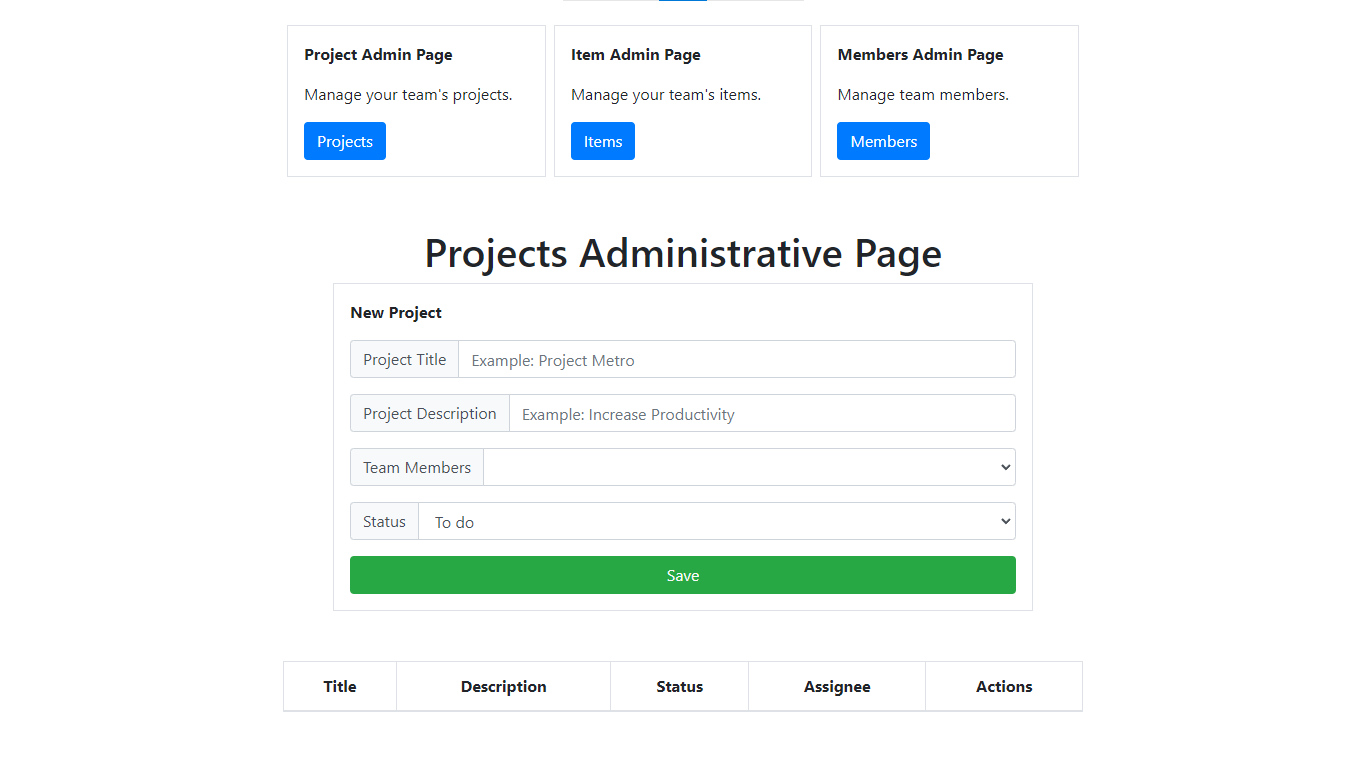 Project Admin Page
Manage your team's projects.
Projects
Item Admin Page
Manage your team's items.
Items
Members Admin Page
Manage team members.
Members
Projects Administrative Page
New Project
Project Title Example: Project Metro
Project Description Example: Increase Productivity
Team Members
Status To do
Save
Title Description Status Assignee Actions